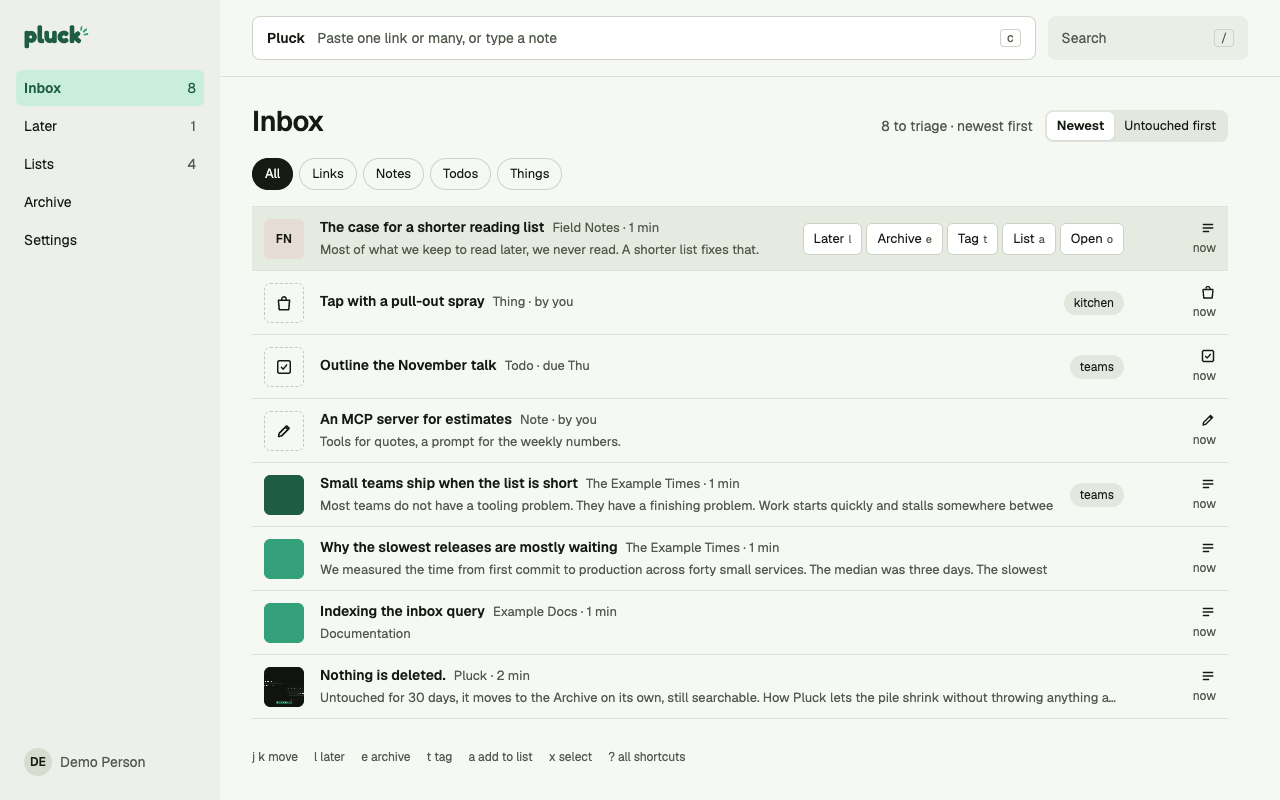 pluck
Inbox 8
Later 1
Lists 4
Archive
Settings
DE Demo Person
Pluck Paste one link or many, or type a note c
Search /
Inbox
8 to triage · newest first Newest Untouched first
All Links Notes Todos Things
FN
The case for a shorter reading list Field Notes · 1 min
Most of what we keep to read later, we never read. A shorter list fixes that.
Later l Archive e Tag t List a Open o
now
Tap with a pull-out spray Thing · by you
kitchen
now
Outline the November talk Todo · due Thu
teams
now
An MCP server for estimates Note · by you
Tools for quotes, a prompt for the weekly numbers.
now
Small teams ship when the list is short The Example Times · 1 min
Most teams do not have a tooling problem. They have a finishing problem. Work starts quickly and stalls somewhere betwee
teams
now
Why the slowest releases are mostly waiting The Example Times · 1 min
We measured the time from first commit to production across forty small services. The median was three days. The slowest
now
Indexing the inbox query Example Docs · 1 min
Documentation
now
Nothing is deleted. Pluck · 2 min
Untouched for 30 days, it moves to the Archive on its own, still searchable. How Pluck lets the pile shrink without throwing anything a…
now
j k move l later e archive t tag a add to list x select ? all shortcuts